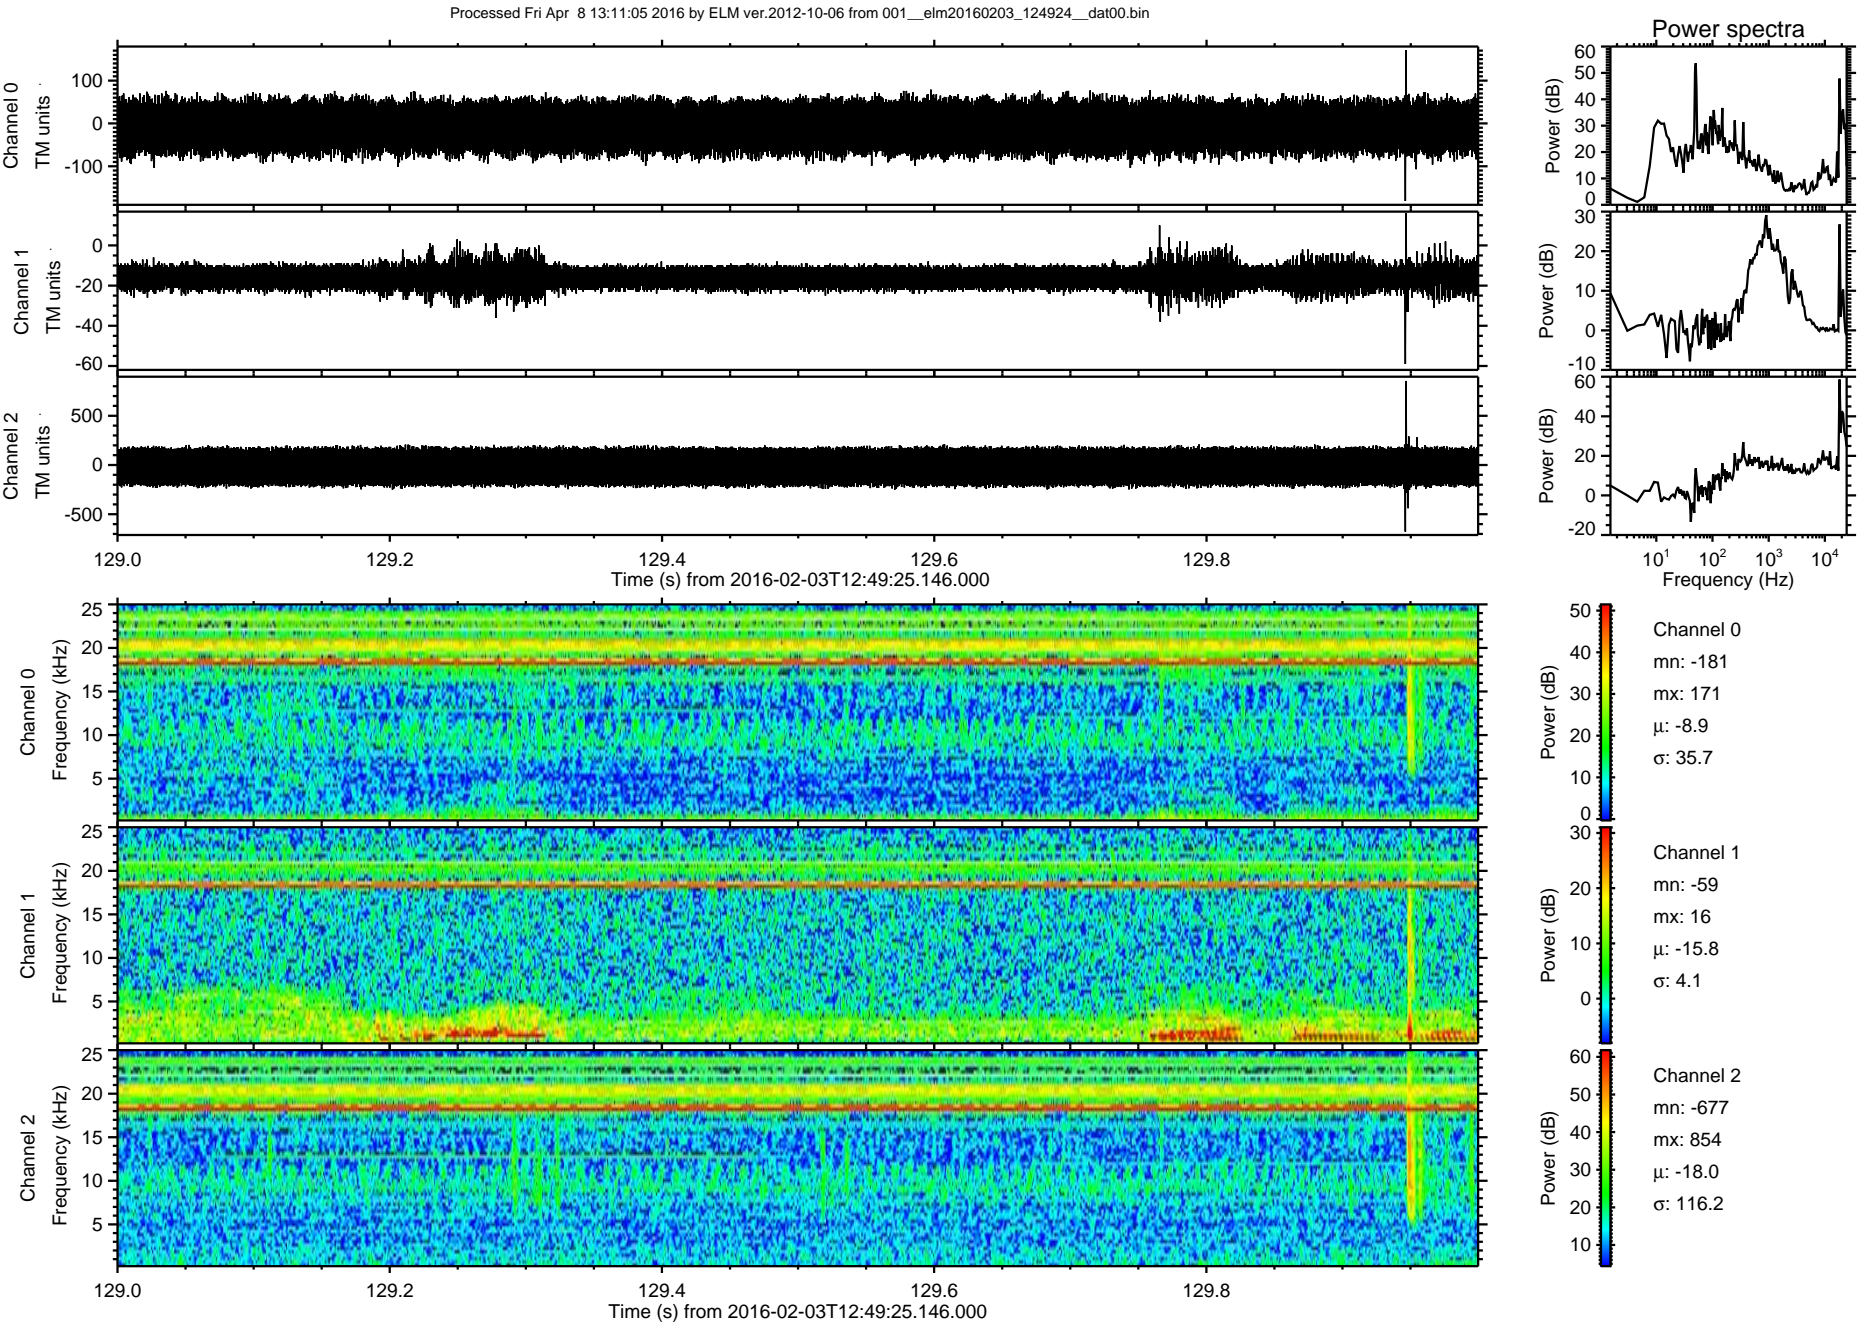 Processed Fri Apr  8 13:11:05 2016 by ELM ver.2012-10-06 from 001__elm20160203_124924__dat00.bin
Power spectra
Channel 0
TM units
100
0
-100
Power (dB)
60
50
40
30
20
10
0
Channel 1
TM units
0
-20
-40
-60
Power (dB)
30
20
10
0
-10
Channel 2
TM units
500
0
-500
Power (dB)
60
40
20
0
-20
129.0 129.2 129.4 129.6 129.8
Time (s) from 2016-02-03T12:49:25.146.000
10¹ 10² 10³ 10⁴
Frequency (Hz)
Channel 0
Frequency (kHz)
25
20
15
10
5
Power (dB)
50
40
30
20
10
0
Channel 0
mn: -181
mx: 171
μ: -8.9
σ: 35.7
Channel 1
Frequency (kHz)
25
20
15
10
5
Power (dB)
30
20
10
0
Channel 1
mn: -59
mx: 16
μ: -15.8
σ: 4.1
Channel 2
Frequency (kHz)
25
20
15
10
5
Power (dB)
60
50
40
30
20
10
Channel 2
mn: -677
mx: 854
μ: -18.0
σ: 116.2
129.0 129.2 129.4 129.6 129.8
Time (s) from 2016-02-03T12:49:25.146.000